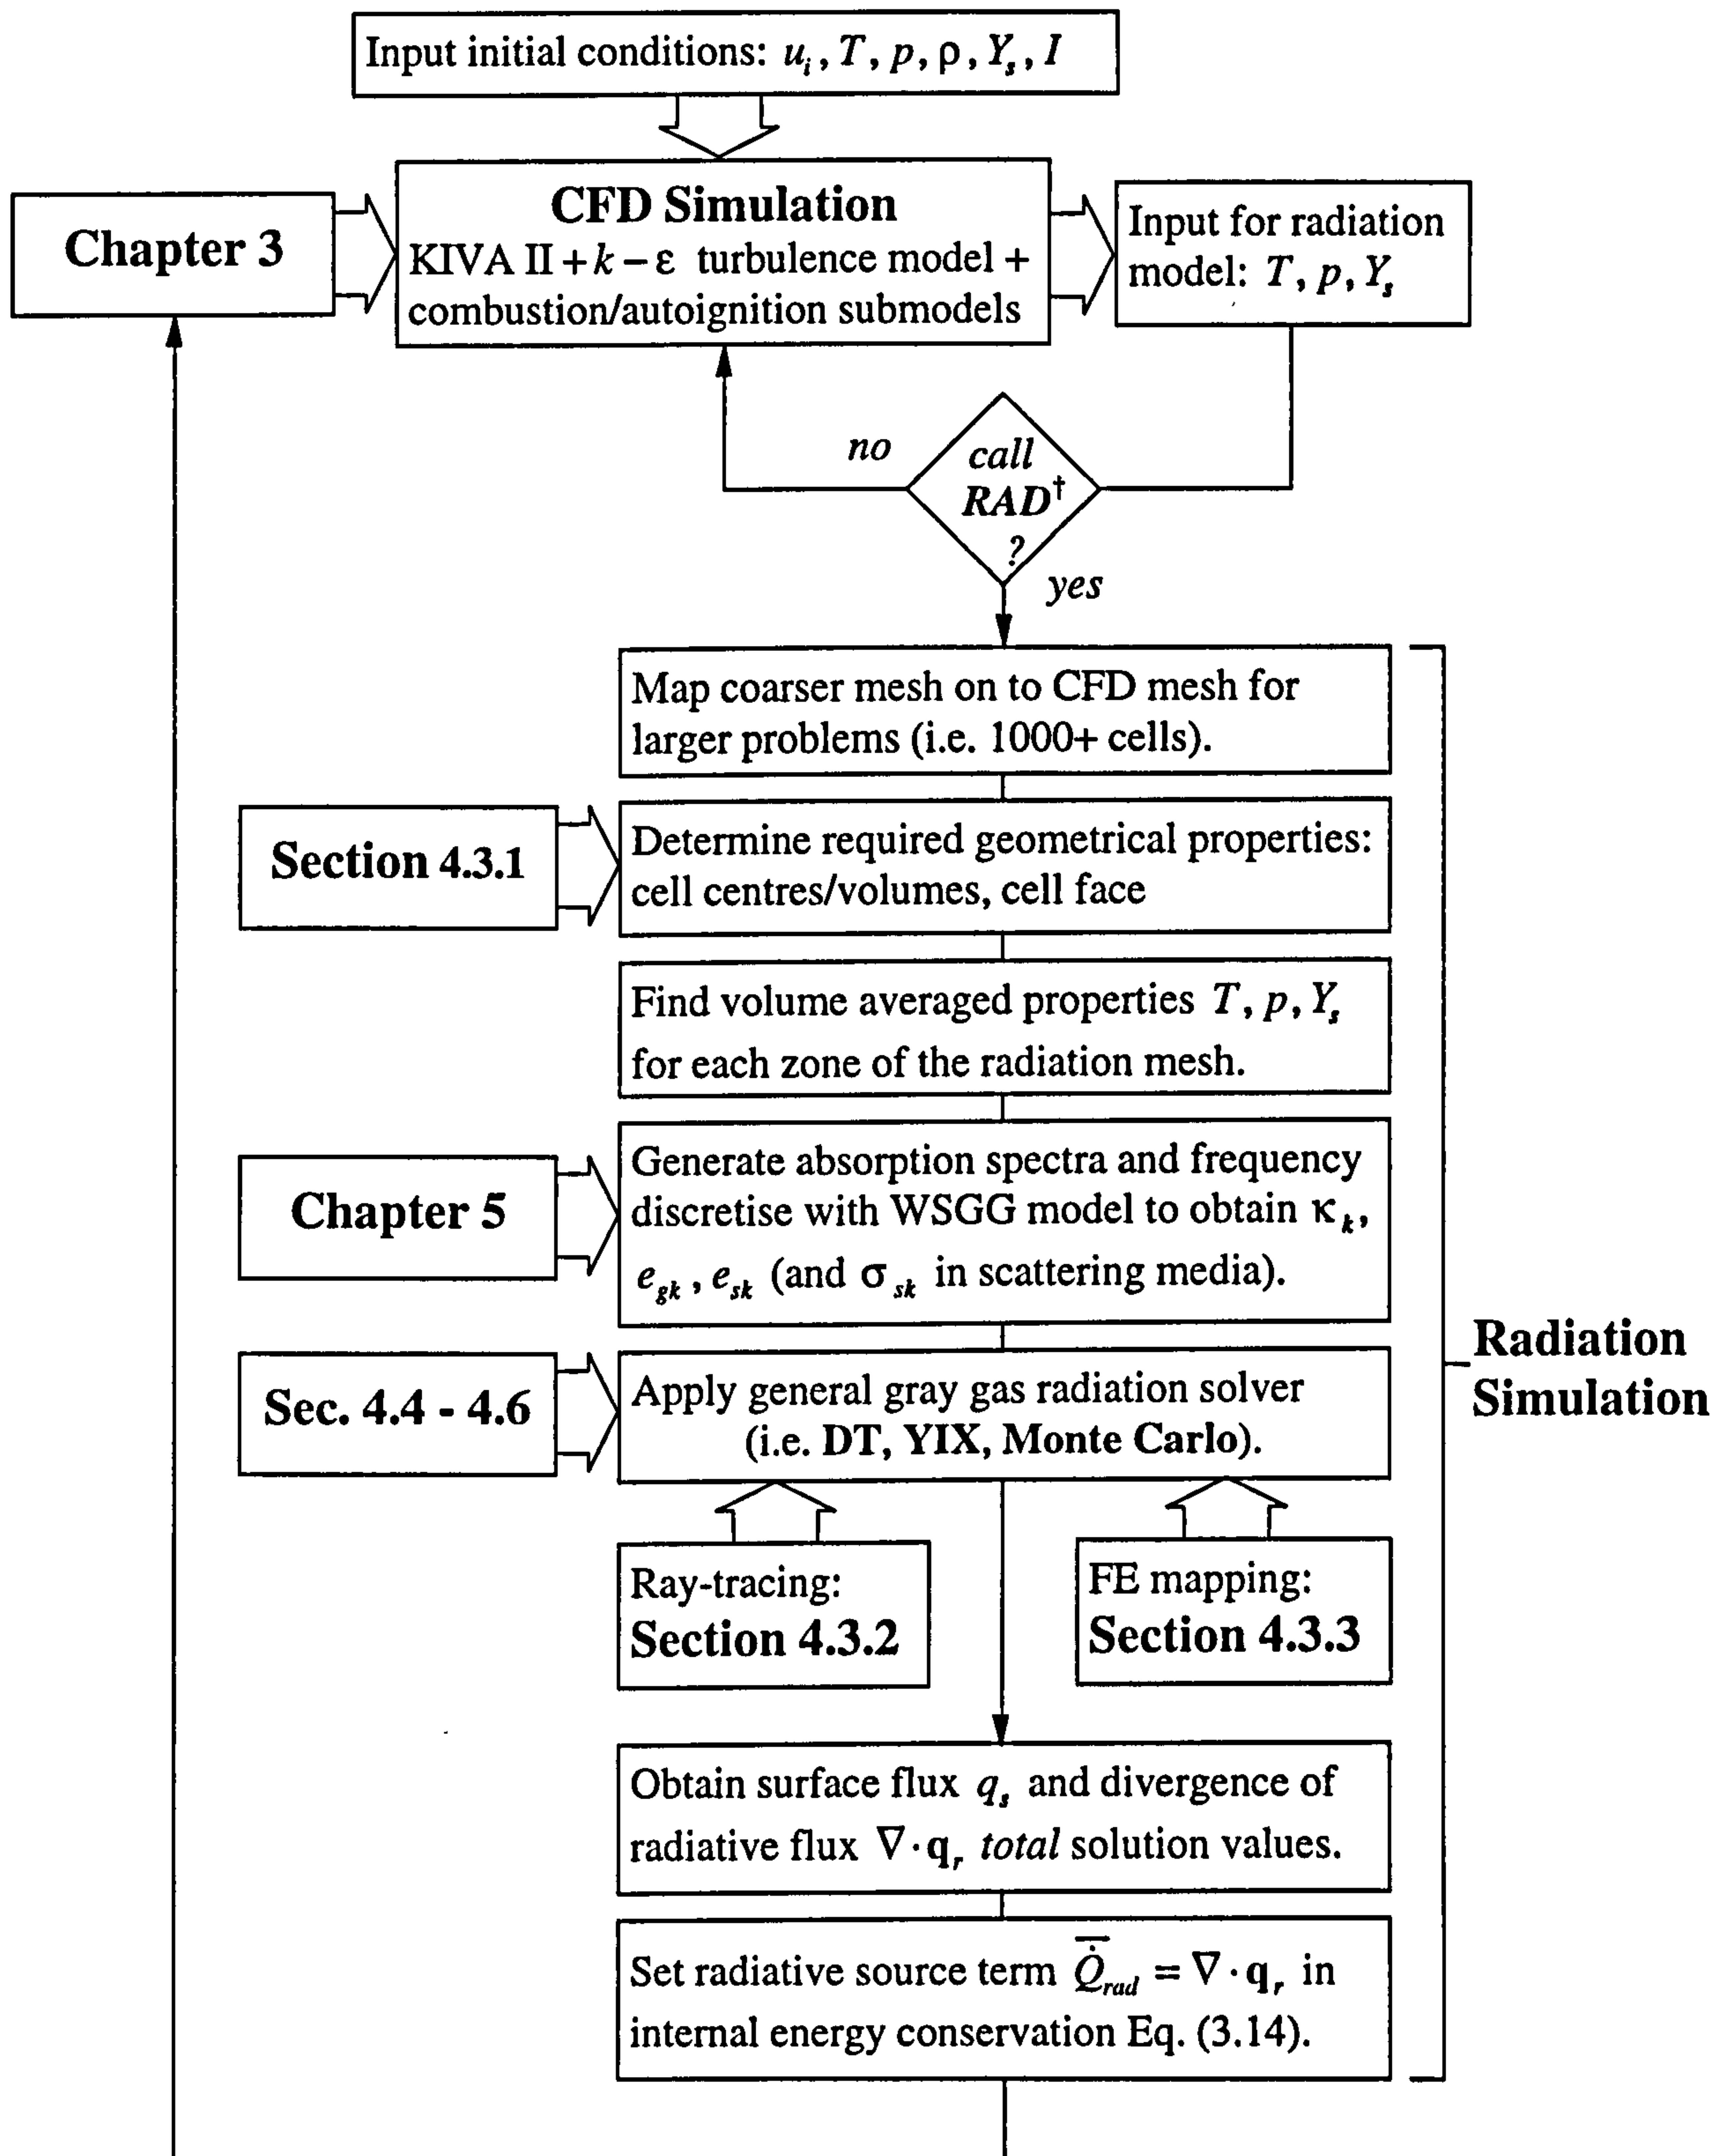 Input initial conditions: u_i, T, p, ρ, Y_s, I
Chapter 3
CFD Simulation
KIVA II + k – ε turbulence model +
combustion/autoignition submodels
Input for radiation
model: T, p, Y_s
no
call
RAD†
?
yes
Map coarser mesh on to CFD mesh for
larger problems (i.e. 1000+ cells).
Section 4.3.1
Determine required geometrical properties:
cell centres/volumes, cell face
Find volume averaged properties T, p, Y_s
for each zone of the radiation mesh.
Chapter 5
Generate absorption spectra and frequency
discretise with WSGG model to obtain κ_k,
e_gk, e_sk (and σ_sk in scattering media).
Radiation
Simulation
Sec. 4.4 - 4.6
Apply general gray gas radiation solver
(i.e. DT, YIX, Monte Carlo).
Ray-tracing:
Section 4.3.2
FE mapping:
Section 4.3.3
Obtain surface flux q_s and divergence of
radiative flux ∇·q_r total solution values.
Set radiative source term Q̇̅_rad = ∇·q_r in
internal energy conservation Eq. (3.14).